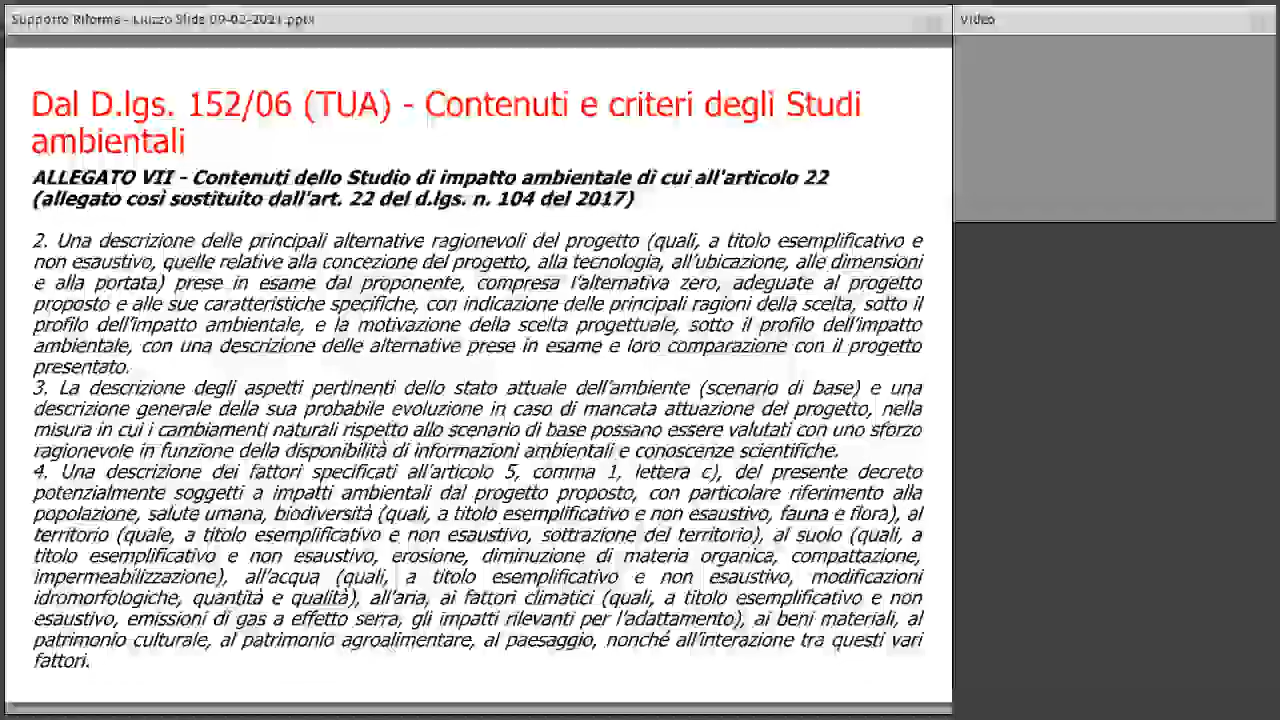 Supporto Riforma - Liuzzo Slide 09-02-2021.pptx
Video
Dal D.lgs. 152/06 (TUA) - Contenuti e criteri degli Studi
ambientali
ALLEGATO VII - Contenuti dello Studio di impatto ambientale di cui all'articolo 22
(allegato così sostituito dall'art. 22 del d.lgs. n. 104 del 2017)
2. Una descrizione delle principali alternative ragionevoli del progetto (quali, a titolo esemplificativo e
non esaustivo, quelle relative alla concezione del progetto, alla tecnologia, all'ubicazione, alle dimensioni
e alla portata) prese in esame dal proponente, compresa l'alternativa zero, adeguate al progetto
proposto e alle sue caratteristiche specifiche, con indicazione delle principali ragioni della scelta, sotto il
profilo dell'impatto ambientale, e la motivazione della scelta progettuale, sotto il profilo dell'impatto
ambientale, con una descrizione delle alternative prese in esame e loro comparazione con il progetto
presentato.
3. La descrizione degli aspetti pertinenti dello stato attuale dell'ambiente (scenario di base) e una
descrizione generale della sua probabile evoluzione in caso di mancata attuazione del progetto, nella
misura in cui i cambiamenti naturali rispetto allo scenario di base possano essere valutati con uno sforzo
ragionevole in funzione della disponibilità di informazioni ambientali e conoscenze scientifiche.
4. Una descrizione dei fattori specificati all'articolo 5, comma 1, lettera c), del presente decreto
potenzialmente soggetti a impatti ambientali dal progetto proposto, con particolare riferimento alla
popolazione, salute umana, biodiversità (quali, a titolo esemplificativo e non esaustivo, fauna e flora), al
territorio (quale, a titolo esemplificativo e non esaustivo, sottrazione del territorio), al suolo (quali, a
titolo esemplificativo e non esaustivo, erosione, diminuzione di materia organica, compattazione,
impermeabilizzazione), all'acqua (quali, a titolo esemplificativo e non esaustivo, modificazioni
idromorfologiche, quantità e qualità), all'aria, ai fattori climatici (quali, a titolo esemplificativo e non
esaustivo, emissioni di gas a effetto serra, gli impatti rilevanti per l'adattamento), ai beni materiali, al
patrimonio culturale, al patrimonio agroalimentare, al paesaggio, nonché all'interazione tra questi vari
fattori.